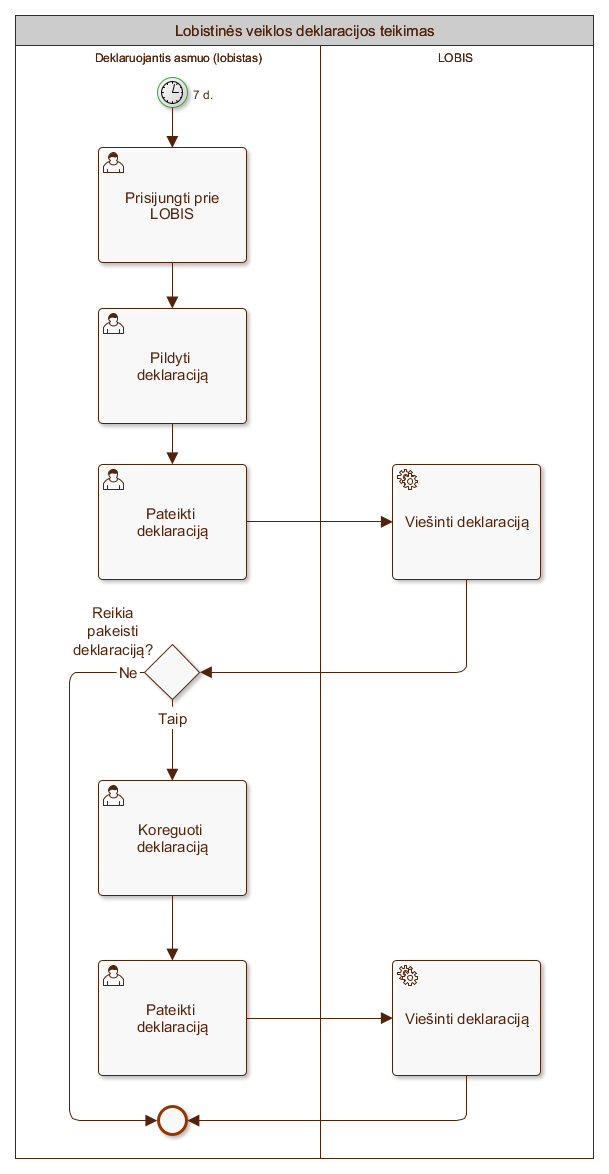 Lobistinės veiklos deklaracijos teikimas
Deklaruojantis asmuo (lobistas)
LOBIS
7 d.
Prisijungti prie
LOBIS
Pildyti
deklaraciją
Pateikti
deklaraciją
Viešinti deklaraciją
Reikia
pakeisti
deklaraciją?
Ne
Taip
Koreguoti
deklaraciją
Pateikti
deklaraciją
Viešinti deklaraciją